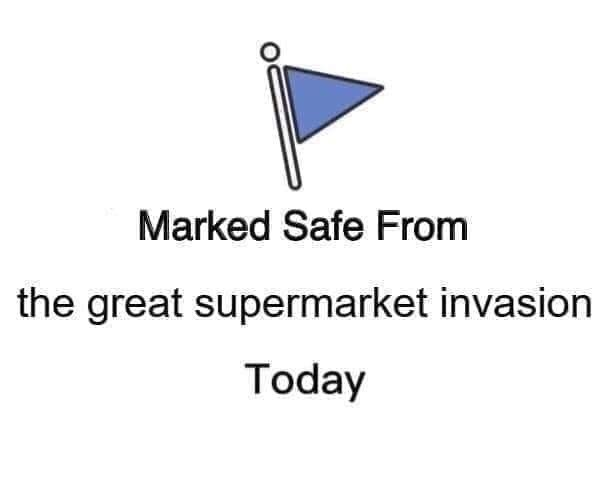 Marked Safe From
the great supermarket invasion
Today